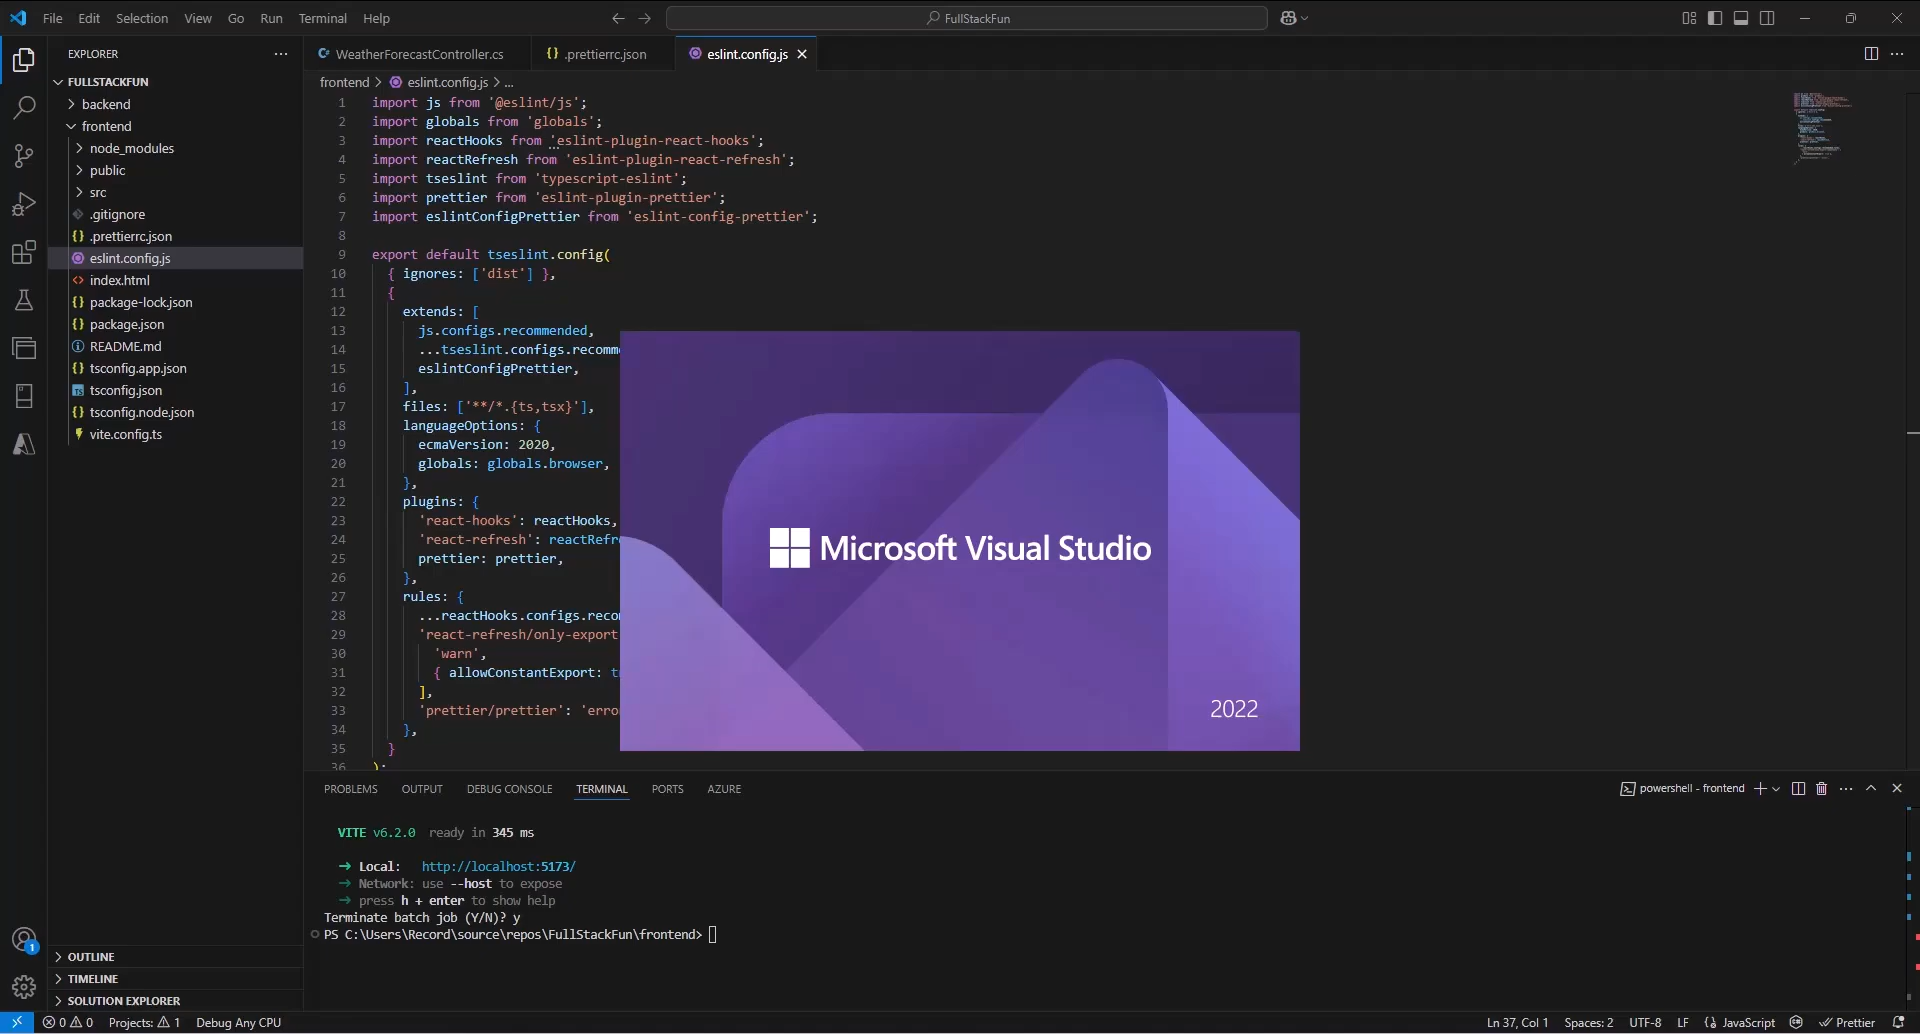 File Edit Selection View Go Run Terminal Help
FullStackFun
EXPLORER
FULLSTACKFUN
backend
frontend
node_modules
public
src
.gitignore
.prettierrc.json
eslint.config.js
index.html
package-lock.json
package.json
README.md
tsconfig.app.json
tsconfig.json
tsconfig.node.json
vite.config.ts
OUTLINE
TIMELINE
SOLUTION EXPLORER
WeatherForecastController.cs .prettierrc.json eslint.config.js
frontend > eslint.config.js > ...
1 import js from '@eslint/js';
2 import globals from 'globals';
3 import reactHooks from 'eslint-plugin-react-hooks';
4 import reactRefresh from 'eslint-plugin-react-refresh';
5 import tseslint from 'typescript-eslint';
6 import prettier from 'eslint-plugin-prettier';
7 import eslintConfigPrettier from 'eslint-config-prettier';
8
9 export default tseslint.config(
10 { ignores: ['dist'] },
11 {
12 extends: [
13 js.configs.recommended,
14 ...tseslint.configs.recomm
15 eslintConfigPrettier,
16 ],
17 files: ['**/*.{ts,tsx}'],
18 languageOptions: {
19 ecmaVersion: 2020,
20 globals: globals.browser,
21 },
22 plugins: {
23 'react-hooks': reactHooks,
24 'react-refresh': reactRefr
25 prettier: prettier,
26 },
27 rules: {
28 ...reactHooks.configs.reco
29 'react-refresh/only-export
30 'warn',
31 { allowConstantExport: t
32 ],
33 'prettier/prettier': 'erro
34 },
35 }
36 );
Microsoft Visual Studio
2022
PROBLEMS OUTPUT DEBUG CONSOLE TERMINAL PORTS AZURE
powershell - frontend
VITE v6.2.0 ready in 345 ms
→ Local: http://localhost:5173/
→ Network: use --host to expose
→ press h + enter to show help
Terminate batch job (Y/N)? y
PS C:\Users\Record\source\repos\FullStackFun\frontend>
1
0 0 Projects: 1 Debug Any CPU
Ln 37, Col 1 Spaces: 2 UTF-8 LF {} JavaScript Prettier